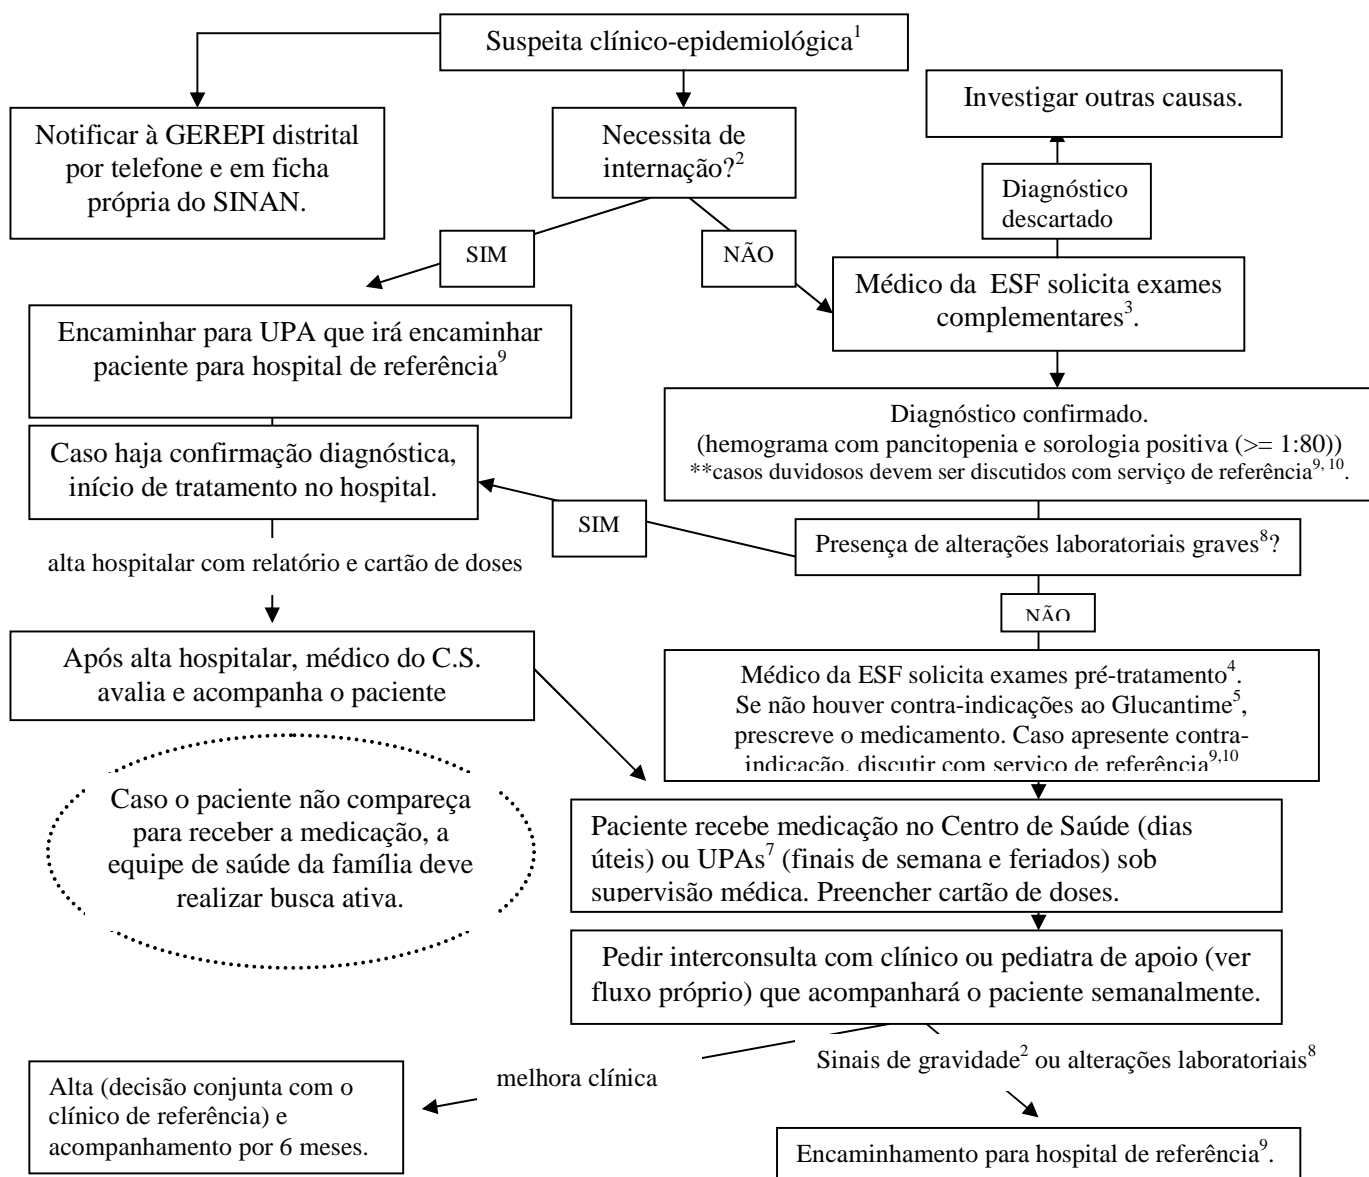 Suspeita clínico-epidemiológica1
Investigar outras causas.
Notificar à GEREPI distrital
por telefone e em ficha
própria do SINAN.
Necessita de
internação?2
Diagnóstico
descartado
SIM
NÃO
Médico da ESF solicita exames
complementares3.
Encaminhar para UPA que irá encaminhar
paciente para hospital de referência9
Diagnóstico confirmado.
(hemograma com pancitopenia e sorologia positiva (>= 1:80))
**casos duvidosos devem ser discutidos com serviço de referência9, 10.
Caso haja confirmação diagnóstica,
início de tratamento no hospital.
SIM
Presença de alterações laboratoriais graves8?
alta hospitalar com relatório e cartão de doses
NÃO
Após alta hospitalar, médico do C.S.
avalia e acompanha o paciente
Médico da ESF solicita exames pré-tratamento4.
Se não houver contra-indicações ao Glucantime5,
prescreve o medicamento. Caso apresente contra-
indicação, discutir com serviço de referência9,10
Caso o paciente não compareça
para receber a medicação, a
equipe de saúde da família deve
realizar busca ativa.
Paciente recebe medicação no Centro de Saúde (dias
úteis) ou UPAs7 (finais de semana e feriados) sob
supervisão médica. Preencher cartão de doses.
Pedir interconsulta com clínico ou pediatra de apoio (ver
fluxo próprio) que acompanhará o paciente semanalmente.
Sinais de gravidade2 ou alterações laboratoriais8
melhora clínica
Alta (decisão conjunta com o
clínico de referência) e
acompanhamento por 6 meses.
Encaminhamento para hospital de referência9.